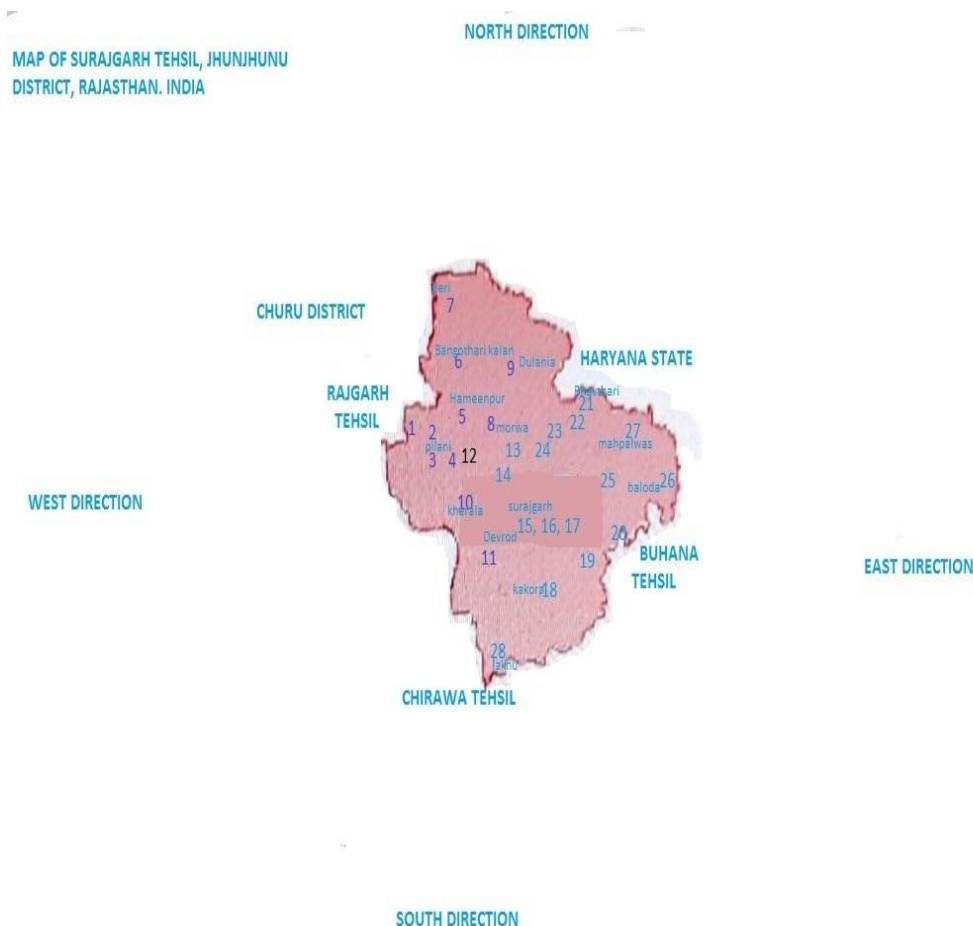 NORTH DIRECTION
MAP OF SURAJGARH TEHSIL, JHUNJHUNU
DISTRICT, RAJASTHAN. INDIA
7
CHURU DISTRICT
Bangothari kalan
6
9
Dulania
HARYANA STATE
RAJGARH
TEHSIL
Hameenpur
21
1
2
5
8
morwa
23
22
27
mahpalwas
pilani
3
4
12
13
24
14
25
baloda
26
WEST DIRECTION
10
kherala
surajgarh
15, 16, 17
Devrod
11
19
BUHANA
TEHSIL
EAST DIRECTION
kakora
18
28
CHIRAWA TEHSIL
SOUTH DIRECTION